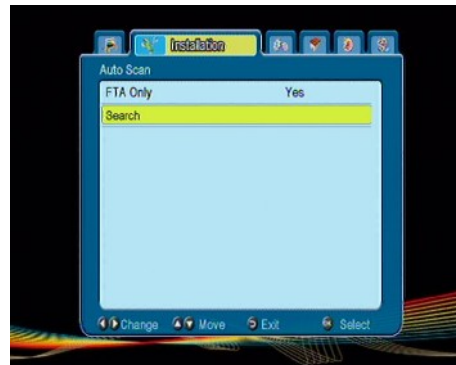 Installation
Auto Scan
FTA Only Yes
Search
Change Move Exit Select